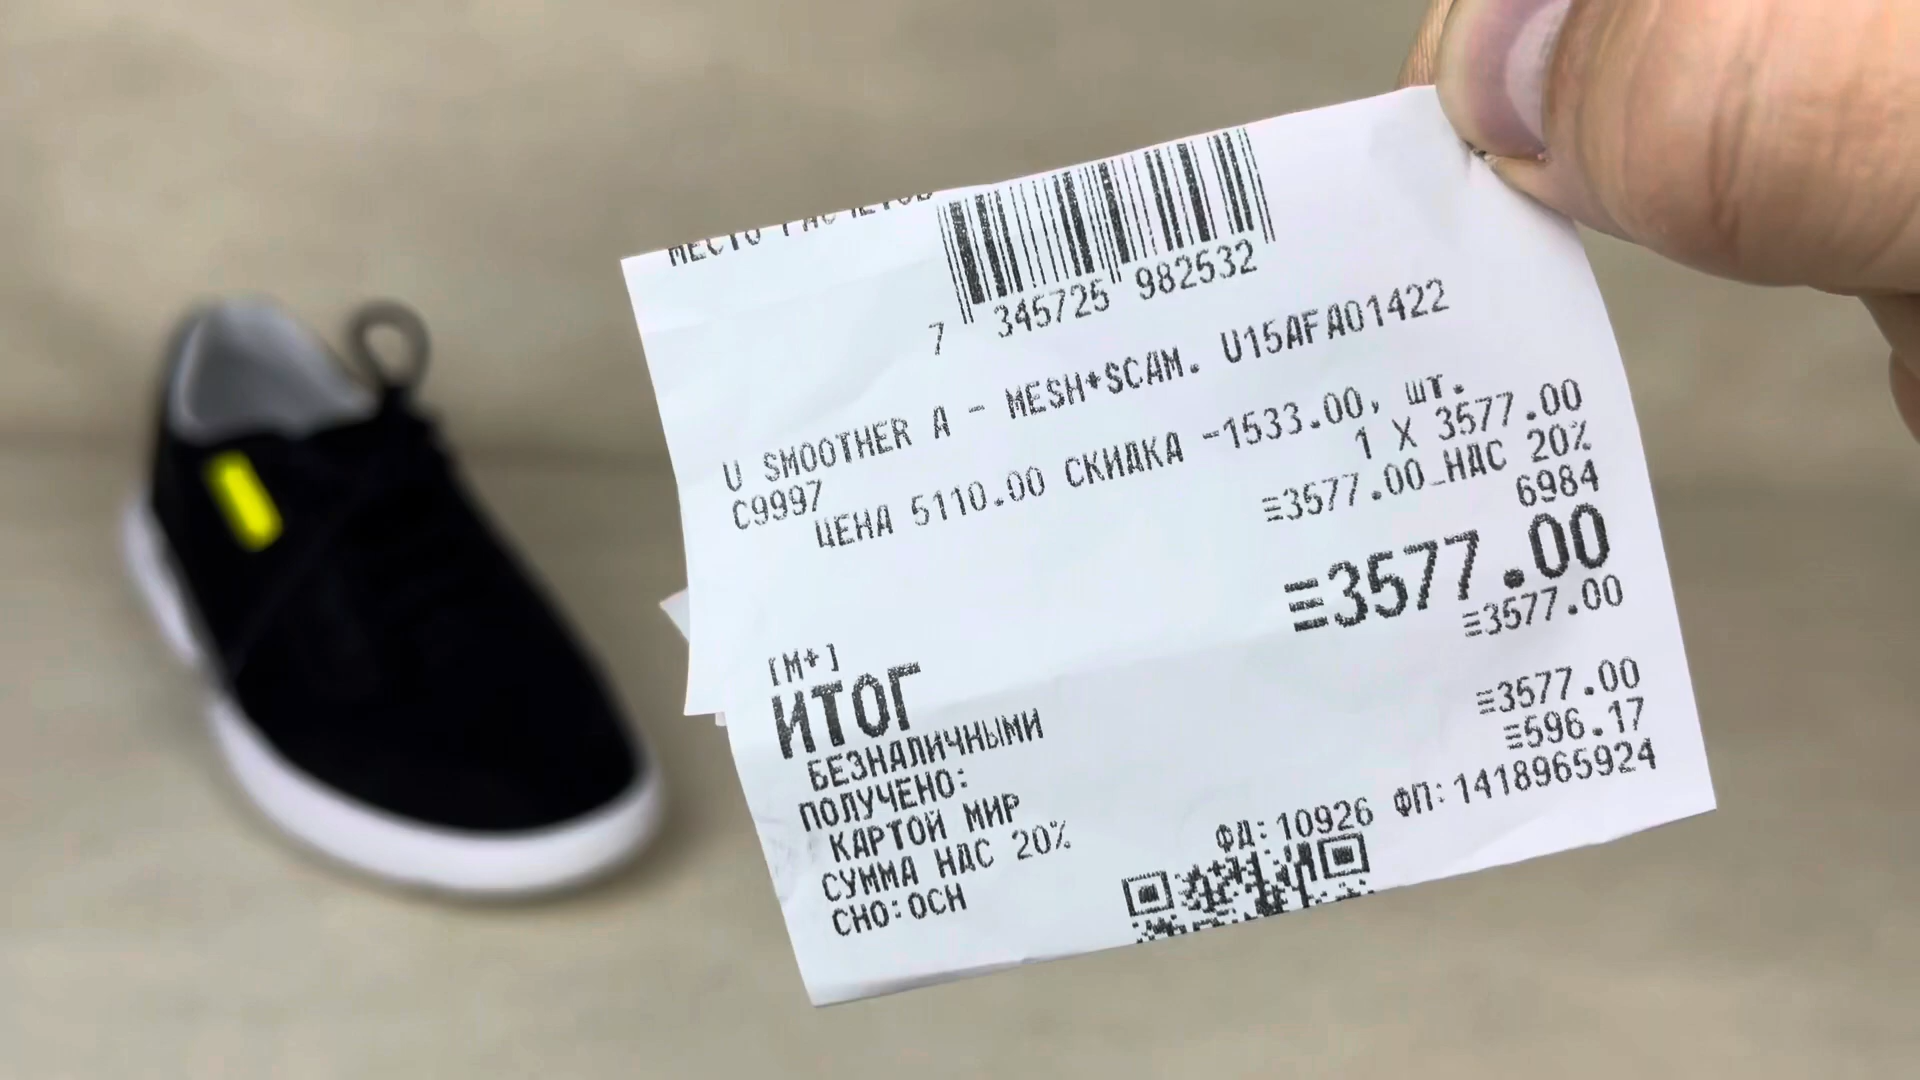 МЕСТО РАСЧЕТОВ
7 345725 982532
U SMOOTHER A - MESH+SCAM. U15AFA01422
C9997
ЦЕНА 5110.00 СКИДКА -1533.00, шт.
1 X 3577.00
≡3577.00_НДС 20%
6984
[M+]
ИТОГ ≡3577.00
БЕЗНАЛИЧНЫМИ ≡3577.00
ПОЛУЧЕНО:
КАРТОЙ МИР ≡3577.00
СУММА НДС 20% ≡596.17
СНО:ОСН
ФД:10926 ФП:1418965924